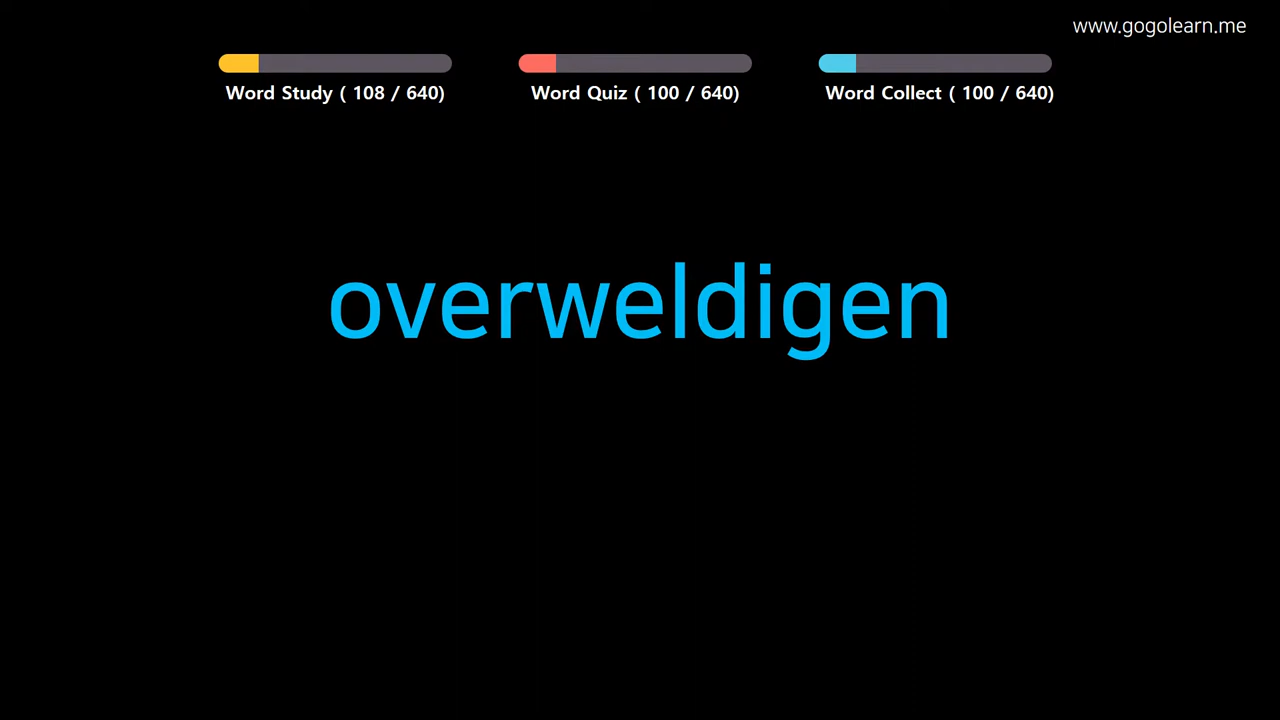 www.gogolearn.me
Word Study ( 108 / 640)
Word Quiz ( 100 / 640)
Word Collect ( 100 / 640)
overweldigen